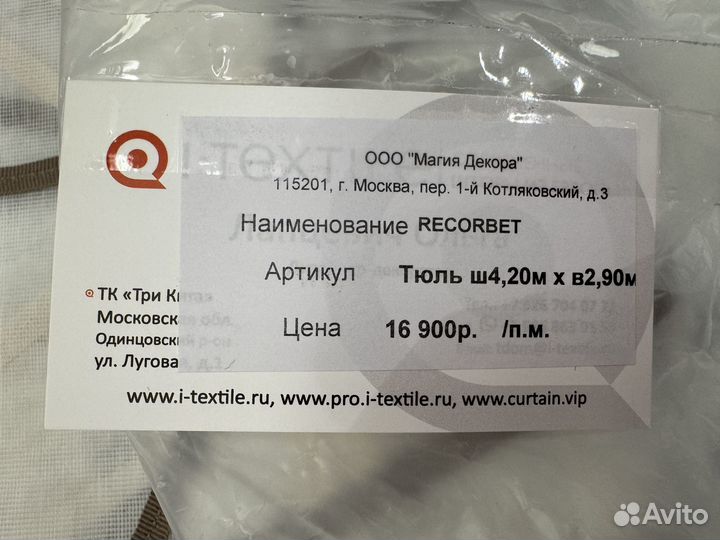 ООО "Магия Декора"
115201, г. Москва, пер. 1-й Котляковский, д.3
Наименование RECORBET
Артикул Тюль ш4,20м х в2,90м
Цена 16 900р. /п.м.
ТК «Три Кита»
Московская обл.
Одинцовский р-он
ул. Луговая, д.1
www.i-textile.ru, www.pro.i-textile.ru, www.curtain.vip
Avito